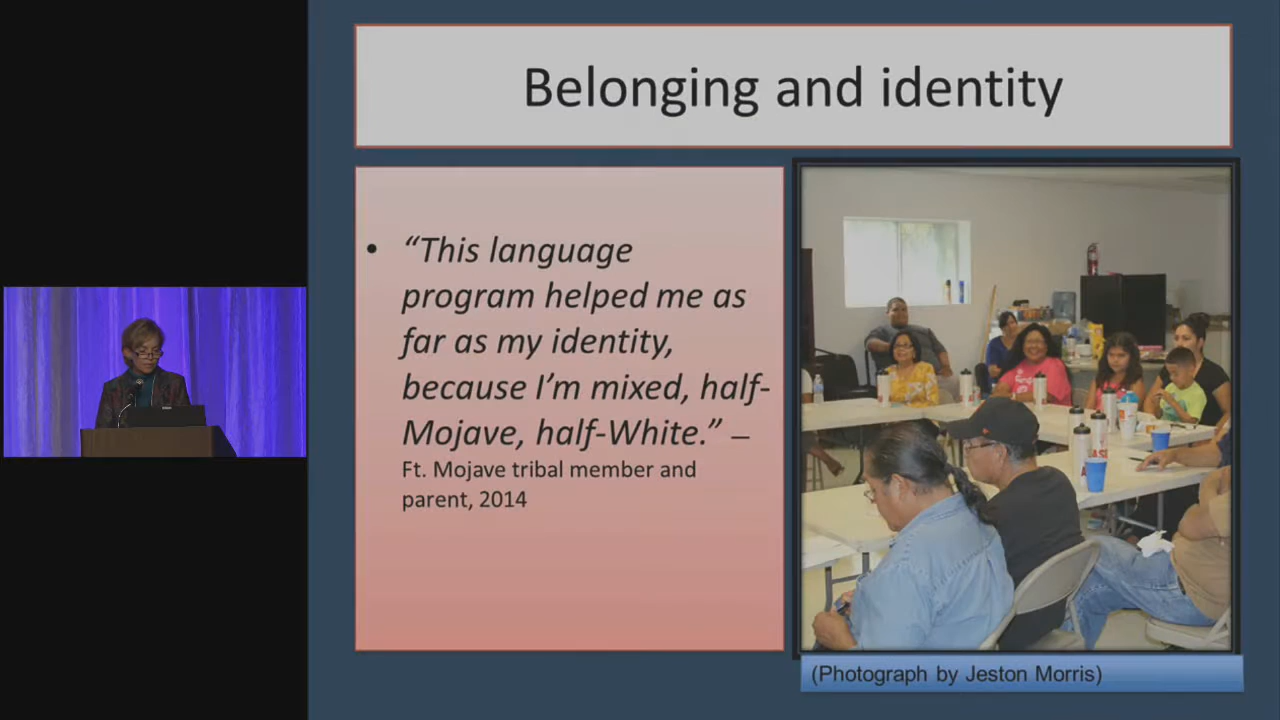 Belonging and identity
• “This language
program helped me as
far as my identity,
because I’m mixed, half-
Mojave, half-White.” –
Ft. Mojave tribal member and
parent, 2014
(Photograph by Jeston Morris)